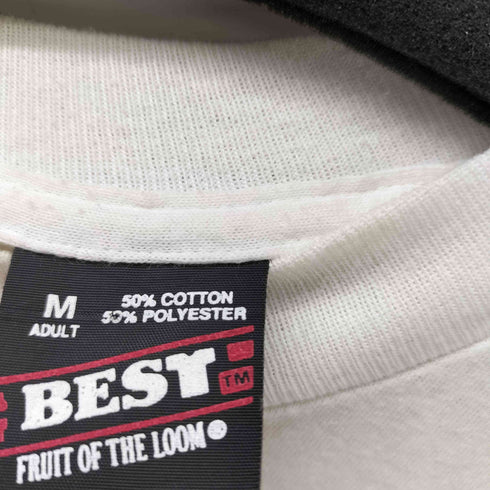 M
ADULT
50% COTTON
50% POLYESTER
BEST
TM
FRUIT OF THE LOOM